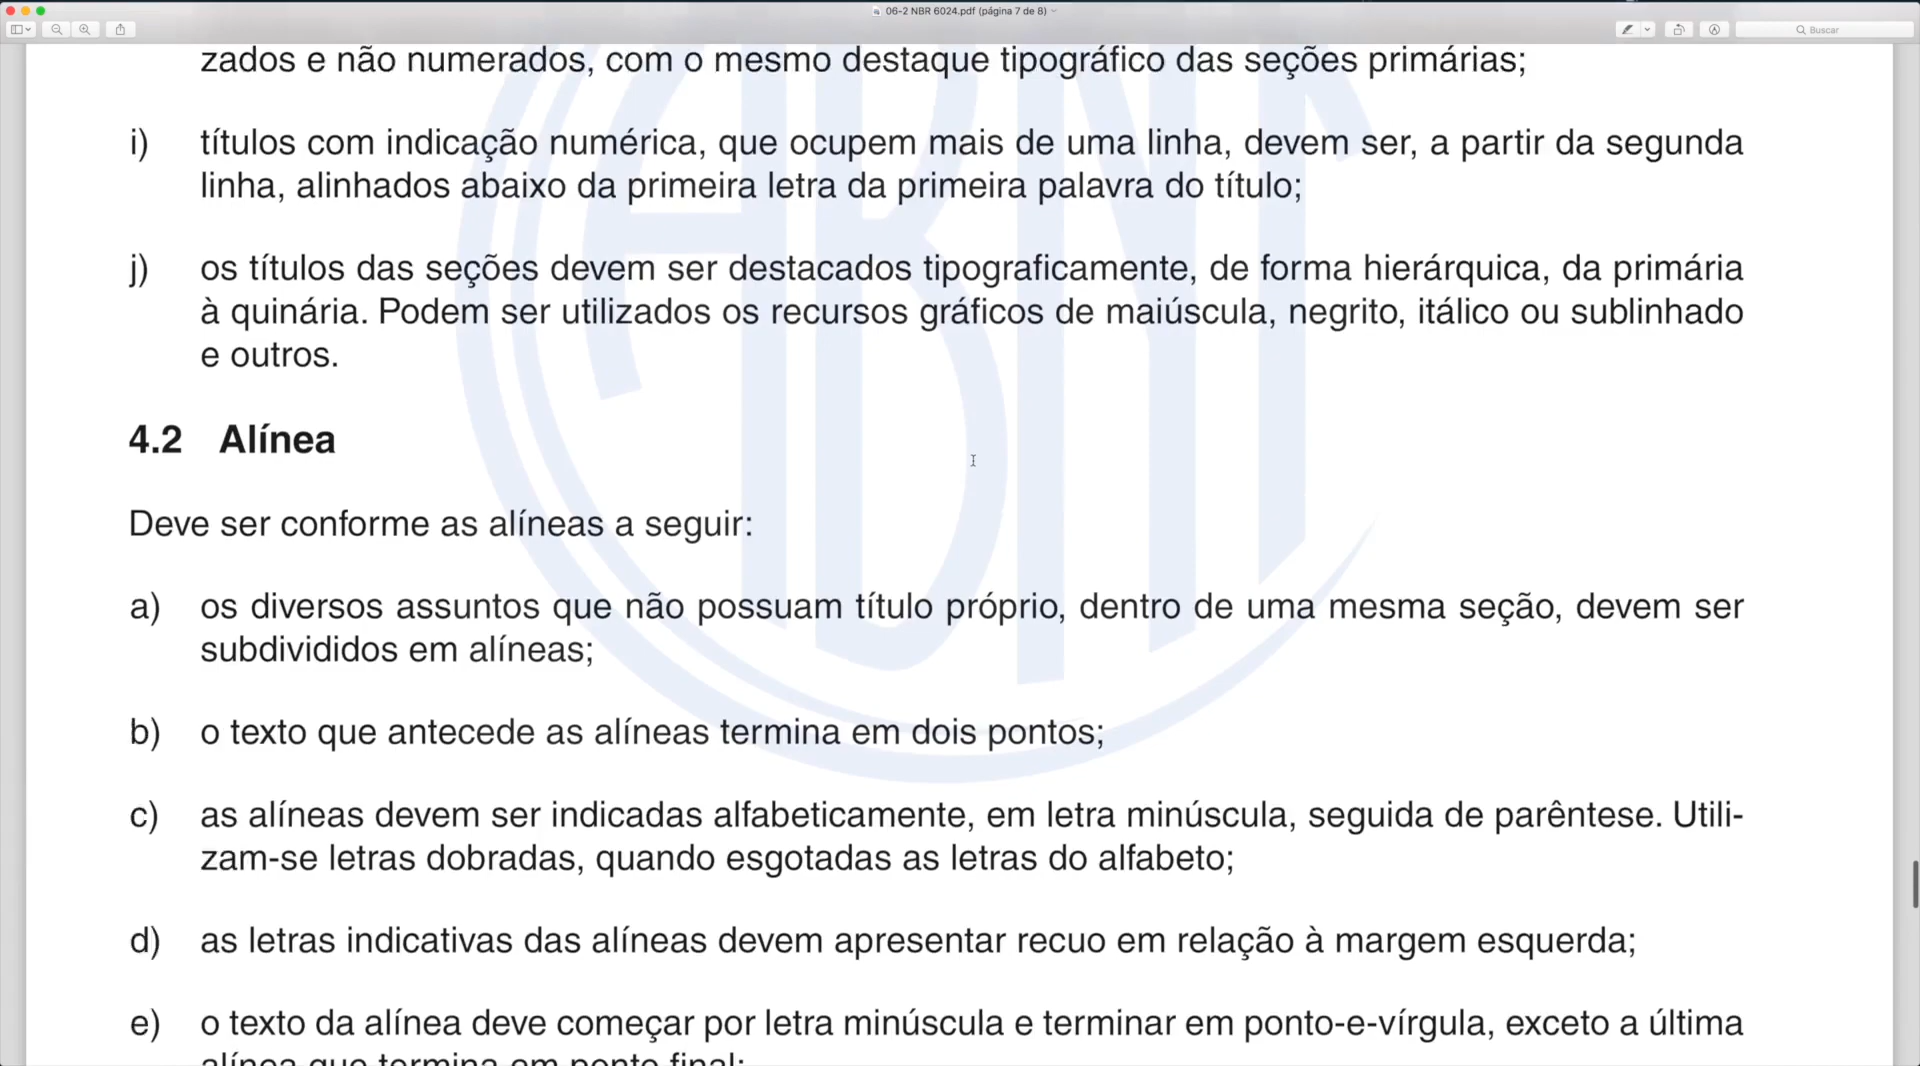 06-2 NBR 6024.pdf (página 7 de 8)
Buscar
zados e não numerados, com o mesmo destaque tipográfico das seções primárias;
i) títulos com indicação numérica, que ocupem mais de uma linha, devem ser, a partir da segunda
linha, alinhados abaixo da primeira letra da primeira palavra do título;
j) os títulos das seções devem ser destacados tipograficamente, de forma hierárquica, da primária
à quinária. Podem ser utilizados os recursos gráficos de maiúscula, negrito, itálico ou sublinhado
e outros.
4.2 Alínea
Deve ser conforme as alíneas a seguir:
a) os diversos assuntos que não possuam título próprio, dentro de uma mesma seção, devem ser
subdivididos em alíneas;
b) o texto que antecede as alíneas termina em dois pontos;
c) as alíneas devem ser indicadas alfabeticamente, em letra minúscula, seguida de parêntese. Utili-
zam-se letras dobradas, quando esgotadas as letras do alfabeto;
d) as letras indicativas das alíneas devem apresentar recuo em relação à margem esquerda;
e) o texto da alínea deve começar por letra minúscula e terminar em ponto-e-vírgula, exceto a última
alínea que termina em ponto final;
ABNT